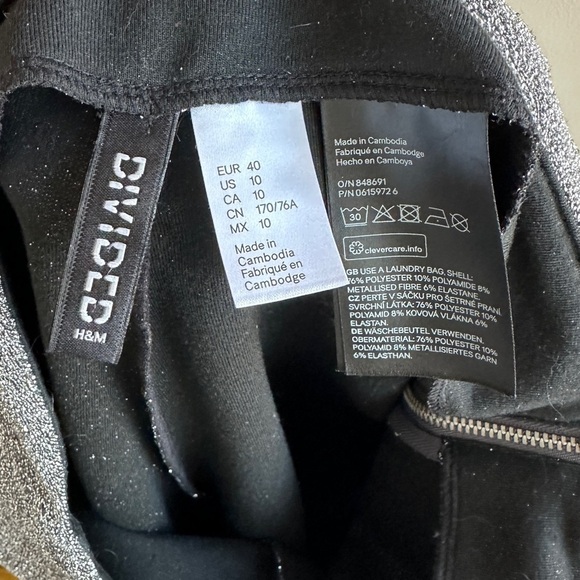 DIVIDED
H&M
EUR 40
US 10
CA 10
CN 170/76A
MX 10
Made in
Cambodia
Fabriqué en
Cambodge
Made in Cambodia
Fabriqué en Cambodge
Hecho en Camboya
O/N 848691
P/N 0615972 6
30
clevercare.info
GB USE A LAUNDRY BAG, SHELL:
76% POLYESTER 10% POLYAMIDE 8%
METALLISED FIBRE 6% ELASTANE.
CZ PERTE V SÁČKU PRO ŠETRNÉ PRANÍ.
SVRCHNÍ LÁTKA: 76% POLYESTER 10%
POLYAMID 8% KOVOVÁ VLÁKNA 6%
ELASTAN.
DE WÄSCHEBEUTEL VERWENDEN.
OBERMATERIAL: 76% POLYESTER 10%
POLYAMID 8% METALLISIERTES GARN
6% ELASTHAN.